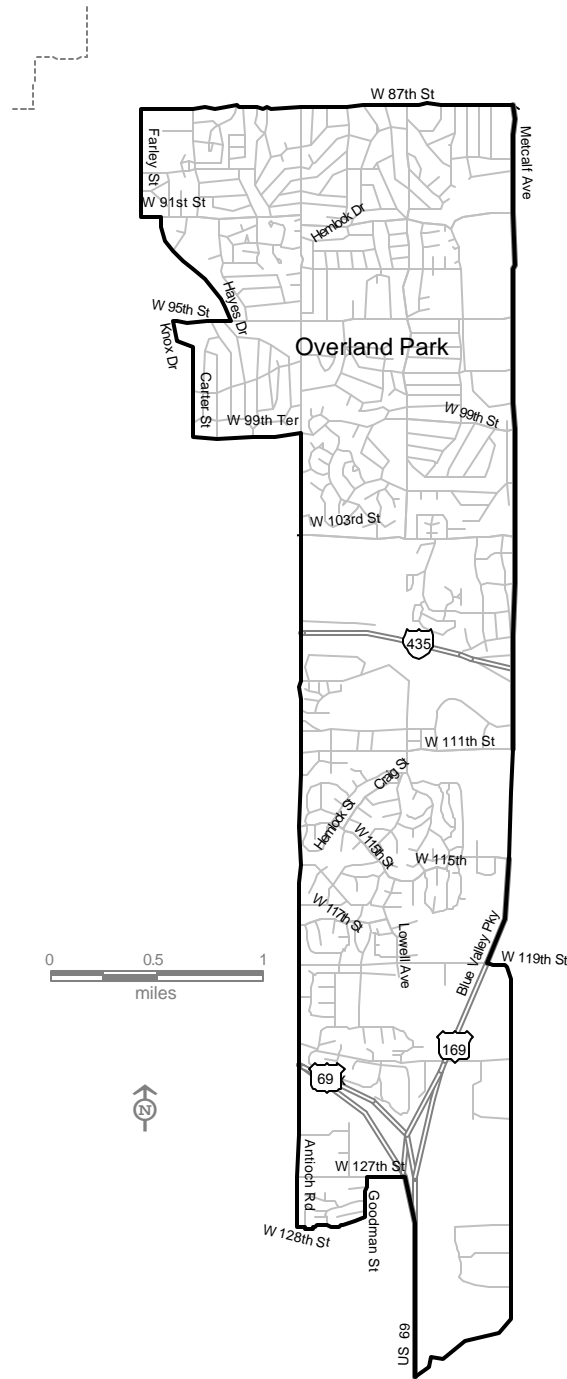 W 87th St
Farley St
Metcalf Ave
W 91st St
Hemlock Dr
Hayes Dr
W 95th St
Knox Dr
Overland Park
Carter St
W 99th St
W 99th Ter
W 103rd St
435
W 111th St
Craig St
Hemlock St
W 115th St
W 115th
W 117th St
Lowell Ave
Blue Valley Pky
W 119th St
0 0.5 1
miles
169
69
N
Antioch Rd
W 127th St
Goodman St
W 128th St
US 69